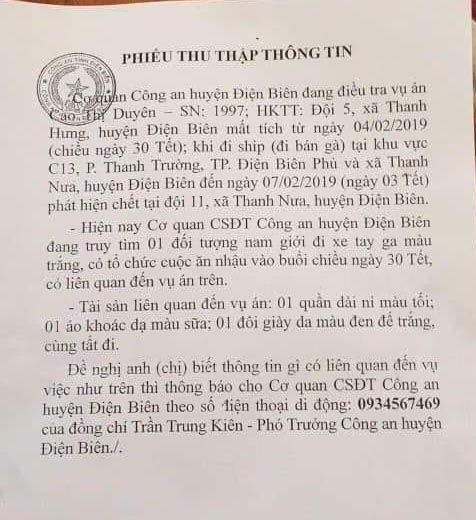 PHIẾU THU THẬP THÔNG TIN
CÔNG AN TỈNH ĐIỆN BIÊN
Cơ quan Công an huyện Điện Biên đang điều tra vụ án
Cao Thị Duyên – SN: 1997; HKTT: Đội 5, xã Thanh
Hưng, huyện Điện Biên mất tích từ ngày 04/02/2019
(chiều ngày 30 Tết); khi đi ship (đi bán gà) tại khu vực
C13, P. Thanh Trường, TP. Điện Biên Phủ và xã Thanh
Nưa, huyện Điện Biên đến ngày 07/02/2019 (ngày 03 Tết)
phát hiện chết tại đội 11, xã Thanh Nưa, huyện Điện Biên.
- Hiện nay Cơ quan CSĐT Công an huyện Điện Biên
đang truy tìm 01 đối tượng nam giới đi xe tay ga màu
trắng, có tổ chức cuộc ăn nhậu vào buổi chiều ngày 30 Tết,
có liên quan đến vụ án trên.
- Tài sản liên quan đến vụ án: 01 quần dài nỉ màu tối;
01 áo khoác dạ màu sữa; 01 đôi giày da màu đen đế trắng,
cùng tất đi.
Đề nghị anh (chị) biết thông tin gì có liên quan đến vụ
việc như trên thì thông báo cho Cơ quan CSĐT Công an
huyện Điện Biên theo số điện thoại di động: 0934567469
của đồng chí Trần Trung Kiên - Phó Trưởng Công an huyện
Điện Biên./.